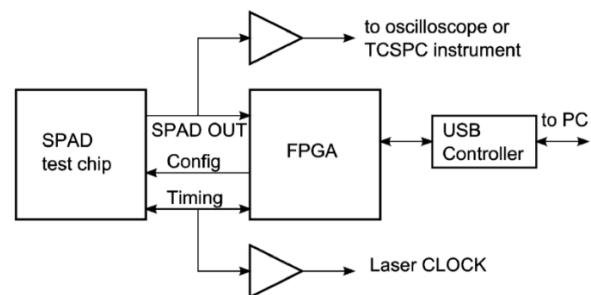 to oscilloscope or
TCSPC instrument
SPAD
test chip
SPAD OUT
Config
Timing
FPGA
USB
Controller
to PC
Laser CLOCK